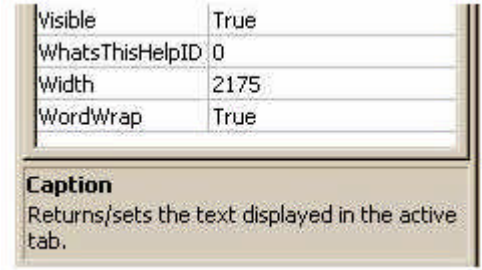 Visible True
WhatsThisHelpID 0
Width 2175
WordWrap True
Caption
Returns/sets the text displayed in the active
tab.